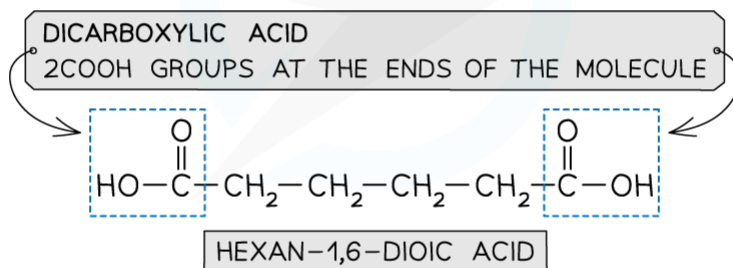 DICARBOXYLIC ACID
2COOH GROUPS AT THE ENDS OF THE MOLECULE
O O
HO–C–CH₂–CH₂–CH₂–CH₂–C–OH
HEXAN–1,6–DIOIC ACID